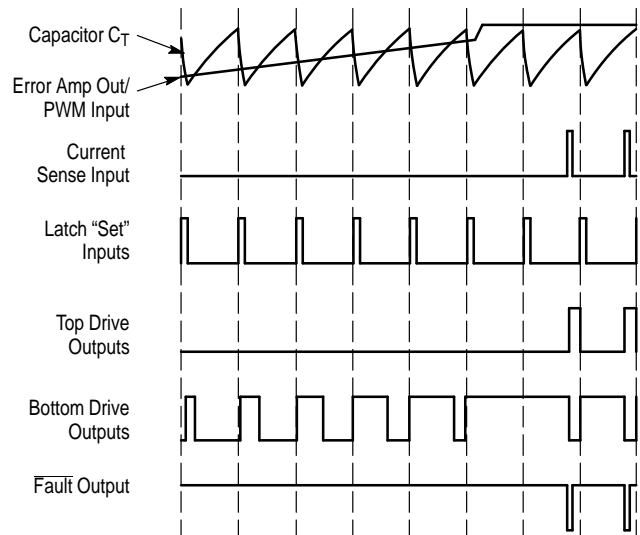 Capacitor C_T
Error Amp Out/
PWM Input
Current
Sense Input
Latch “Set”
Inputs
Top Drive
Outputs
Bottom Drive
Outputs
Fault Output